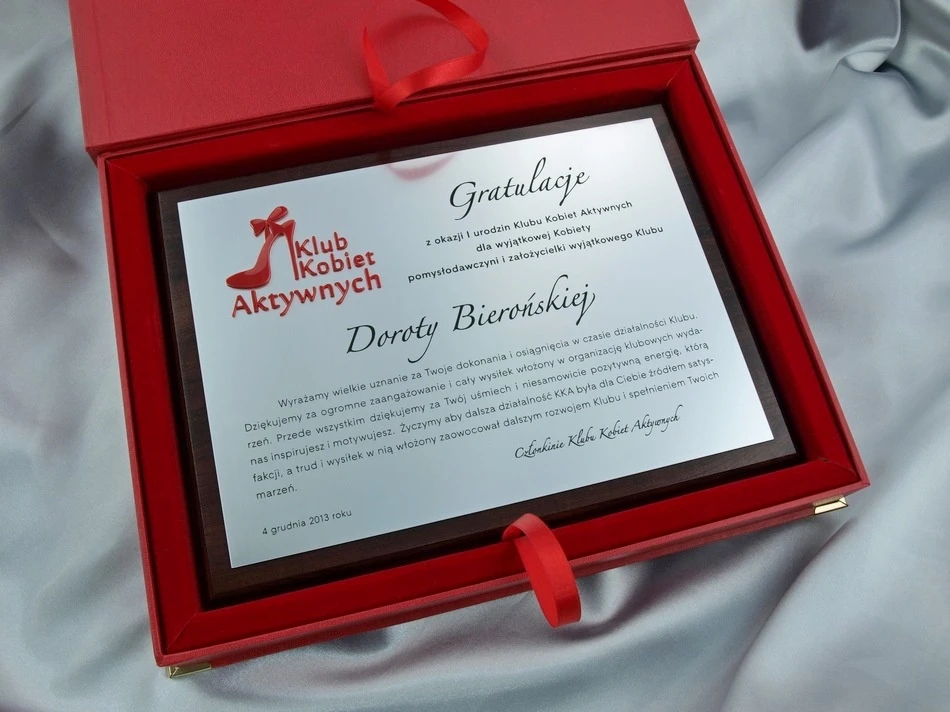 Klub
Kobiet
Aktywnych
Gratulacje
z okazji I urodzin Klubu Kobiet Aktywnych
dla wyjątkowej Kobiety
pomysłodawczyni i założycielki wyjątkowego Klubu
Doroty Bierońskiej
Wyrażamy wielkie uznanie za Twoje dokonania i osiągnięcia w czasie działalności Klubu.
Dziękujemy za ogromne zaangażowanie i cały wysiłek włożony w organizację klubowych wyda-
rzeń. Przede wszystkim dziękujemy za Twój uśmiech i niesamowicie pozytywną energię, którą
nas inspirujesz i motywujesz. Życzymy aby dalsza działalność KKA była dla Ciebie źródłem satys-
fakcji, a trud i wysiłek w nią włożony zaowocował dalszym rozwojem Klubu i spełnieniem Twoich
marzeń.
Członkinie Klubu Kobiet Aktywnych
4 grudnia 2013 roku